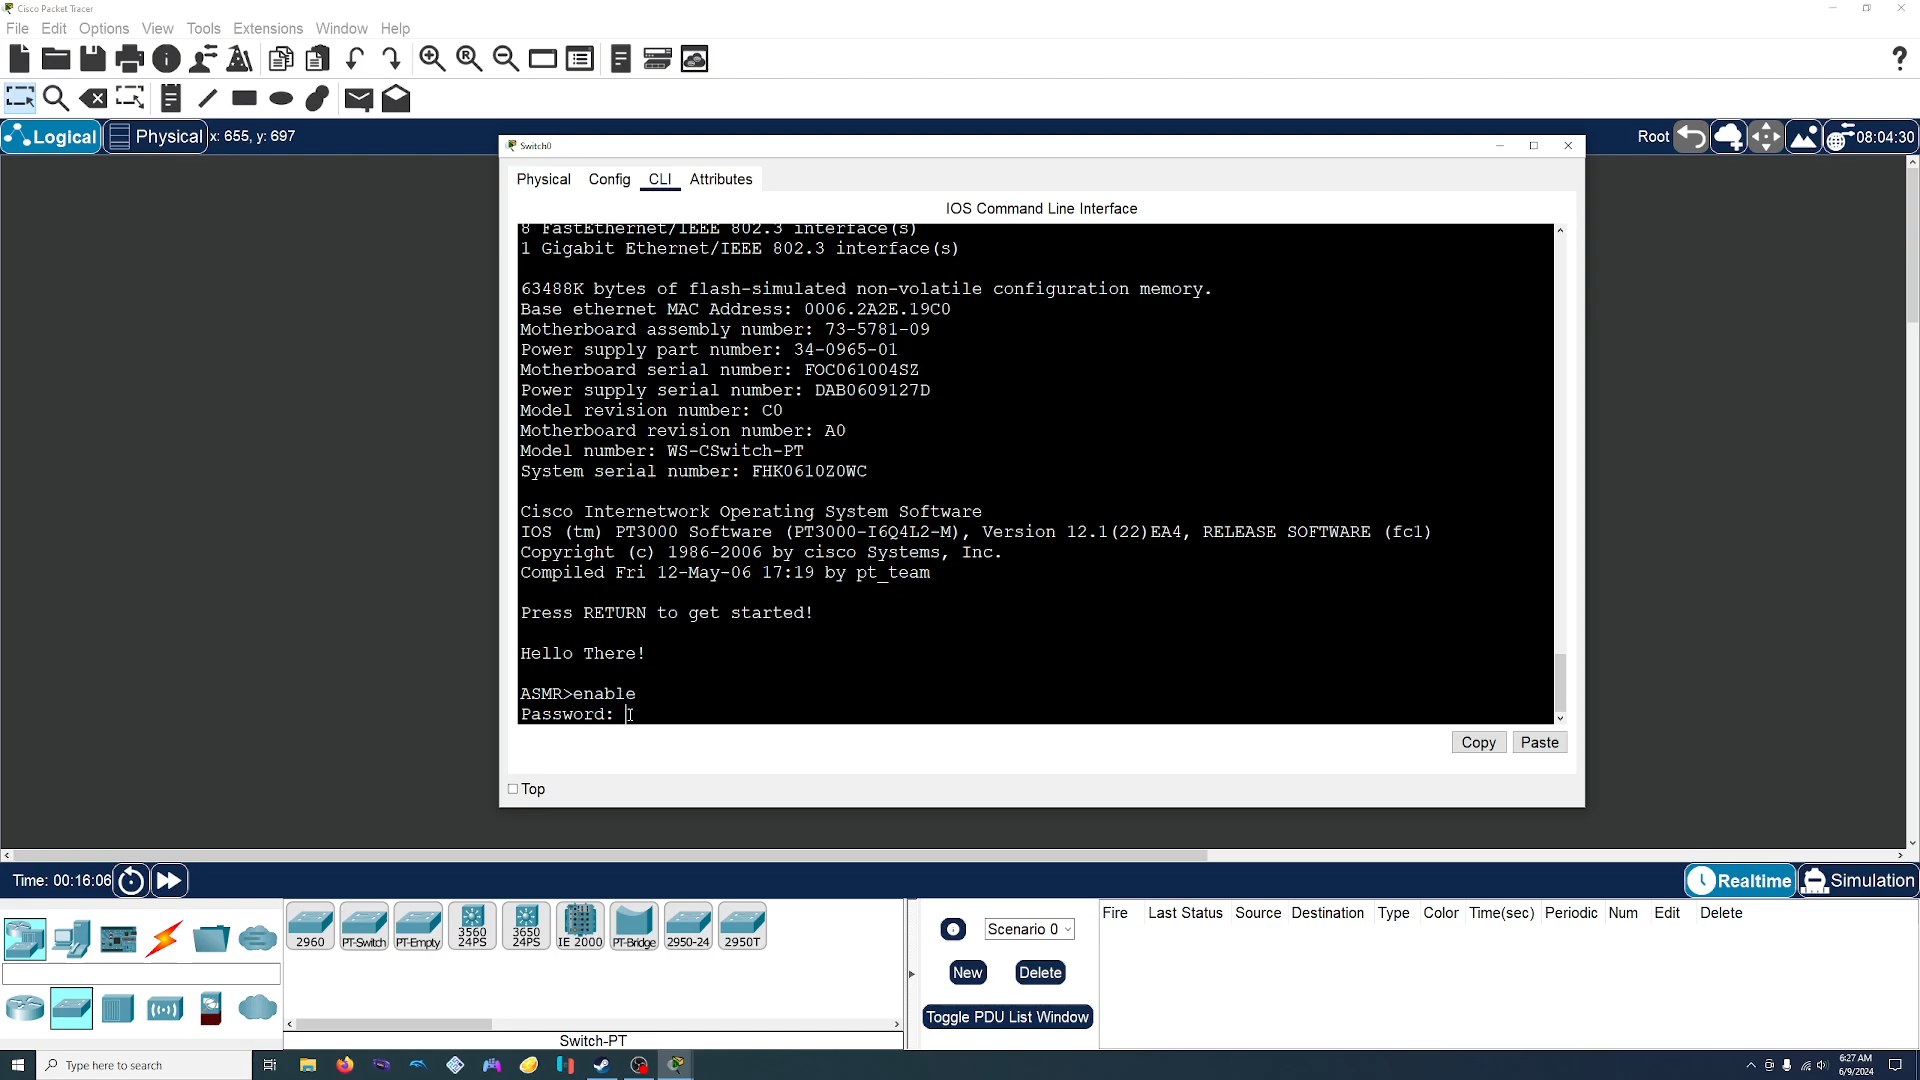 Cisco Packet Tracer
File Edit Options View Tools Extensions Window Help
Logical Physical x: 655, y: 697
Root 08:04:30
Switch0
Physical Config CLI Attributes
IOS Command Line Interface
8 FastEthernet/IEEE 802.3 interface(s)
1 Gigabit Ethernet/IEEE 802.3 interface(s)
63488K bytes of flash-simulated non-volatile configuration memory.
Base ethernet MAC Address: 0006.2A2E.19C0
Motherboard assembly number: 73-5781-09
Power supply part number: 34-0965-01
Motherboard serial number: FOC061004SZ
Power supply serial number: DAB0609127D
Model revision number: C0
Motherboard revision number: A0
Model number: WS-CSwitch-PT
System serial number: FHK0610Z0WC
Cisco Internetwork Operating System Software
IOS (tm) PT3000 Software (PT3000-I6Q4L2-M), Version 12.1(22)EA4, RELEASE SOFTWARE (fc1)
Copyright (c) 1986-2006 by cisco Systems, Inc.
Compiled Fri 12-May-06 17:19 by pt_team
Press RETURN to get started!
Hello There!
ASMR>enable
Password:
Copy Paste
Top
Time: 00:16:06
Realtime Simulation
2960 PT-Switch PT-Empty 3560 24PS 3650 24PS IE 2000 PT-Bridge 2950-24 2950T
Switch-PT
Scenario 0
New Delete
Toggle PDU List Window
Fire Last Status Source Destination Type Color Time(sec) Periodic Num Edit Delete
Type here to search
6:27 AM
6/9/2024